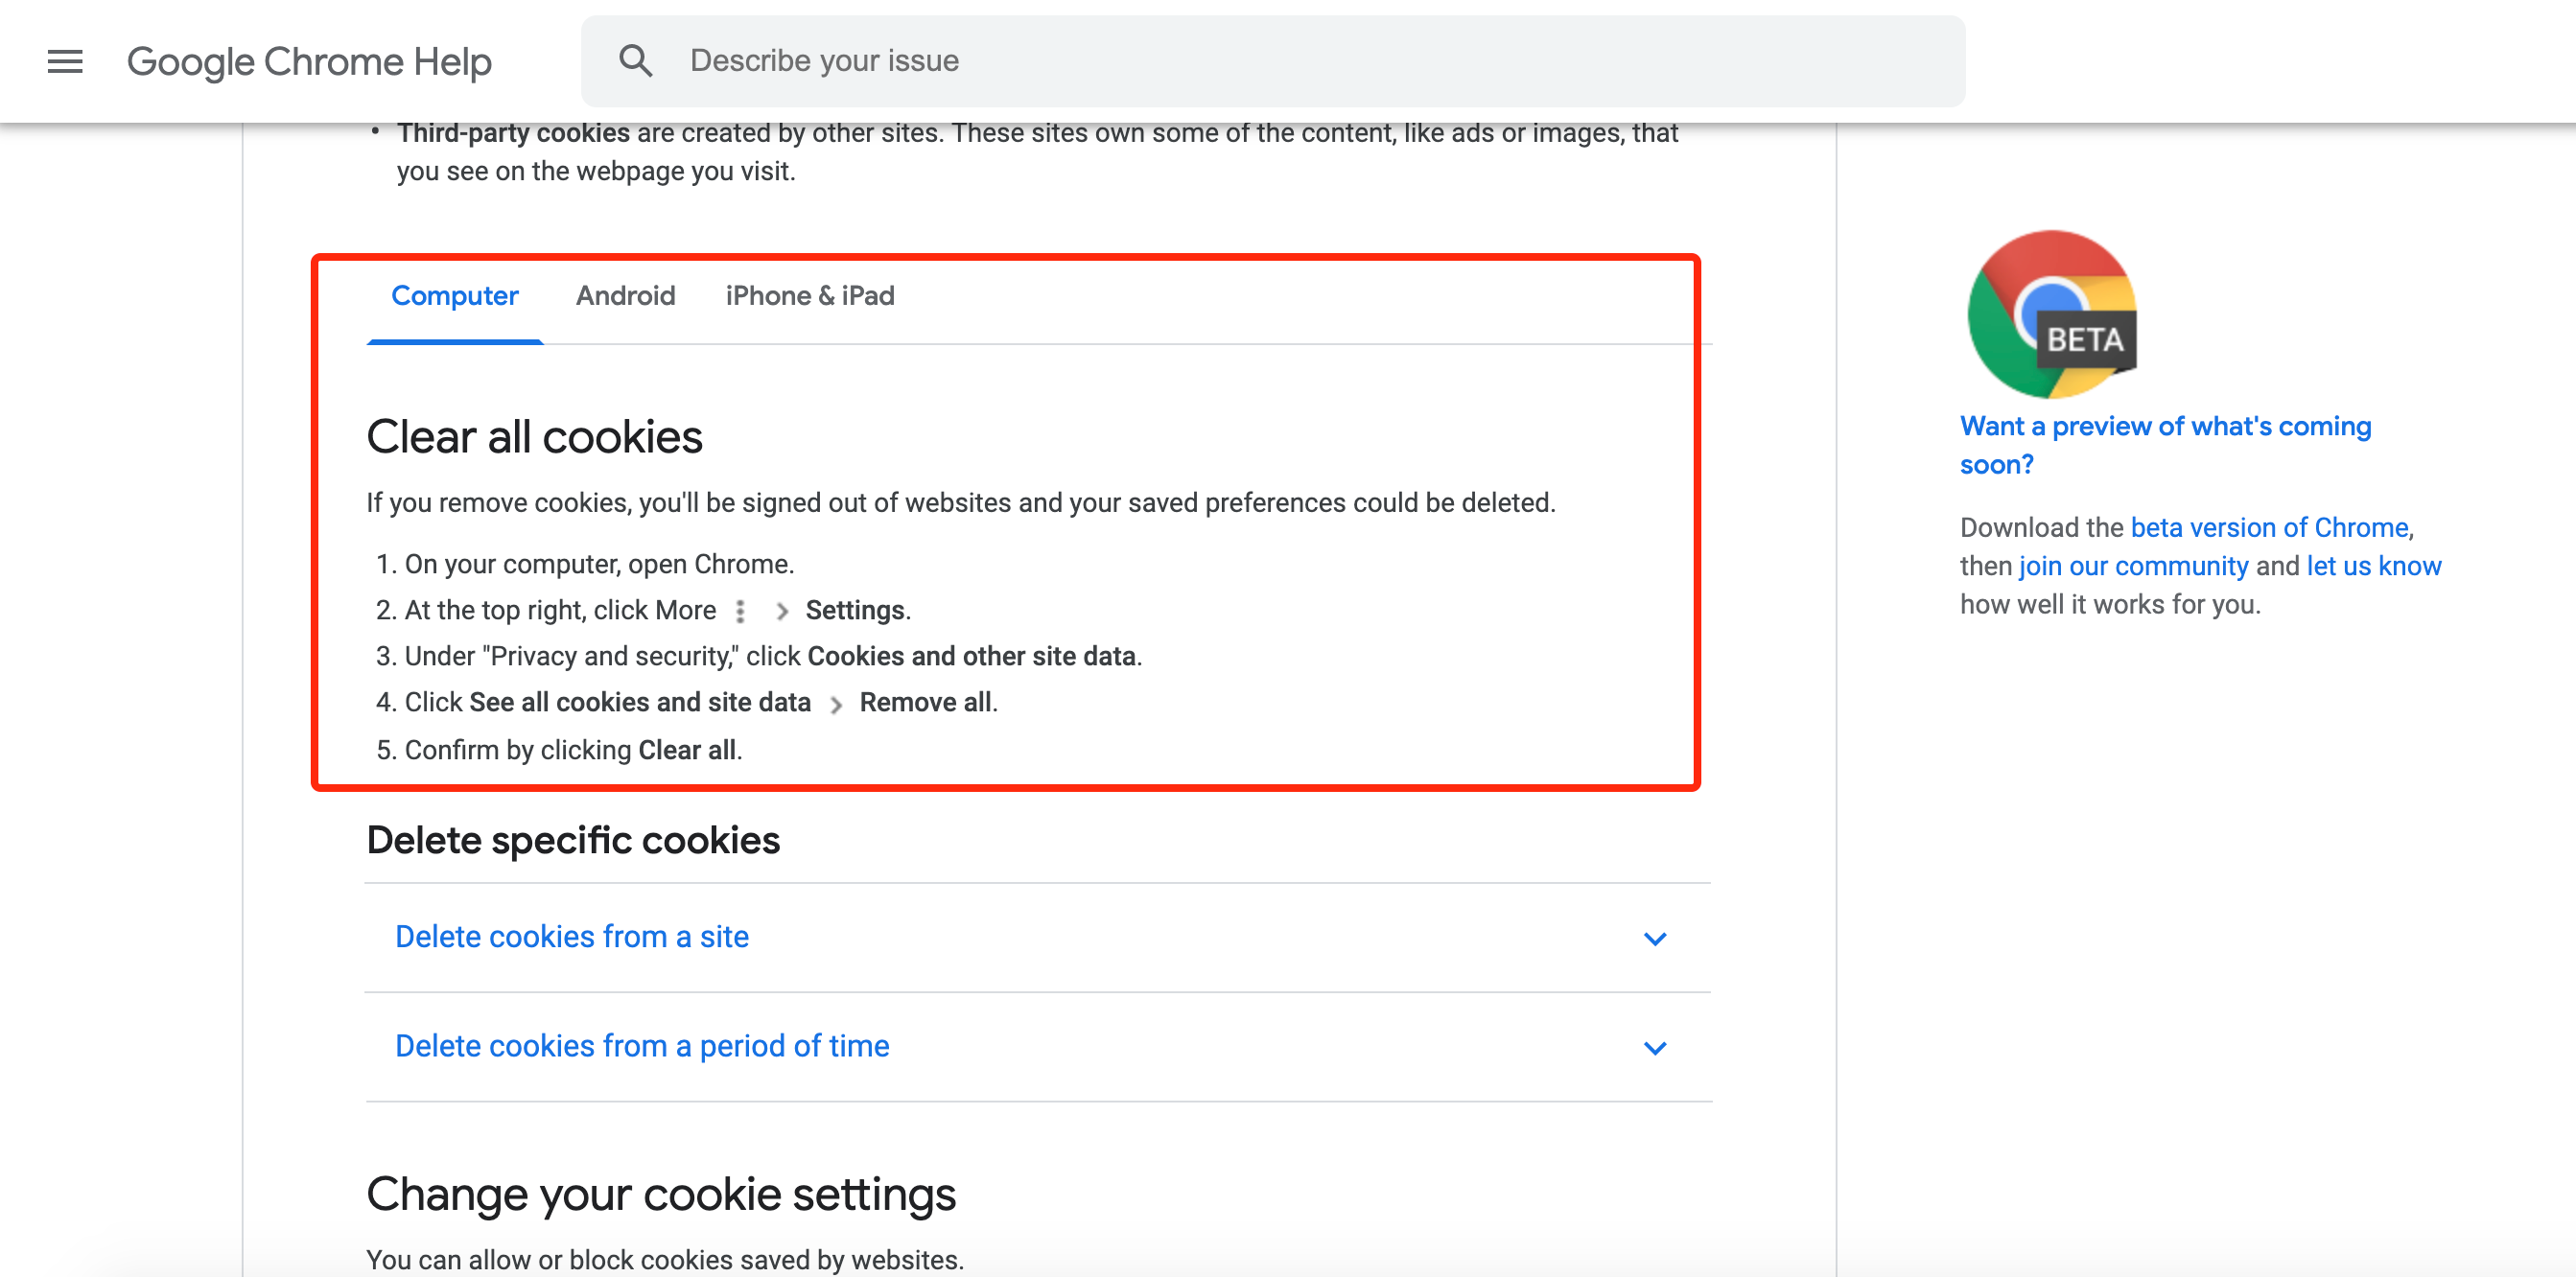 Google Chrome Help
Describe your issue
• Third-party cookies are created by other sites. These sites own some of the content, like ads or images, that
you see on the webpage you visit.
Computer
Android
iPhone & iPad
Clear all cookies
If you remove cookies, you'll be signed out of websites and your saved preferences could be deleted.
1. On your computer, open Chrome.
2. At the top right, click More ⋮ > Settings.
3. Under "Privacy and security," click Cookies and other site data.
4. Click See all cookies and site data > Remove all.
5. Confirm by clicking Clear all.
Delete specific cookies
Delete cookies from a site
Delete cookies from a period of time
Change your cookie settings
You can allow or block cookies saved by websites.
BETA
Want a preview of what's coming
soon?
Download the beta version of Chrome,
then join our community and let us know
how well it works for you.